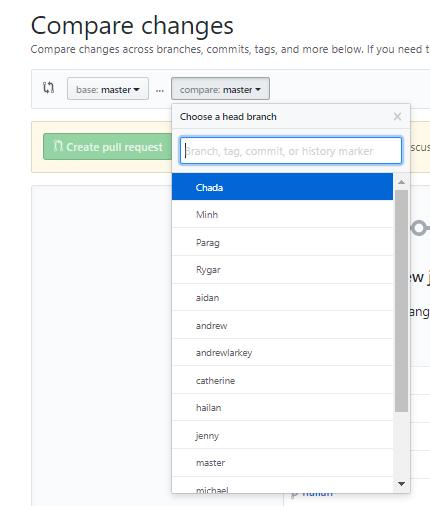 Compare changes
Compare changes across branches, commits, tags, and more below. If you need t
base: master ... compare: master
Choose a head branch
Create pull request
Branch, tag, commit, or history marker
scus
Chada
Minh
Parag
Rygar
ew j
aidan
ang
andrew
andrewlarkey
catherine
hailan
jenny
master
michael